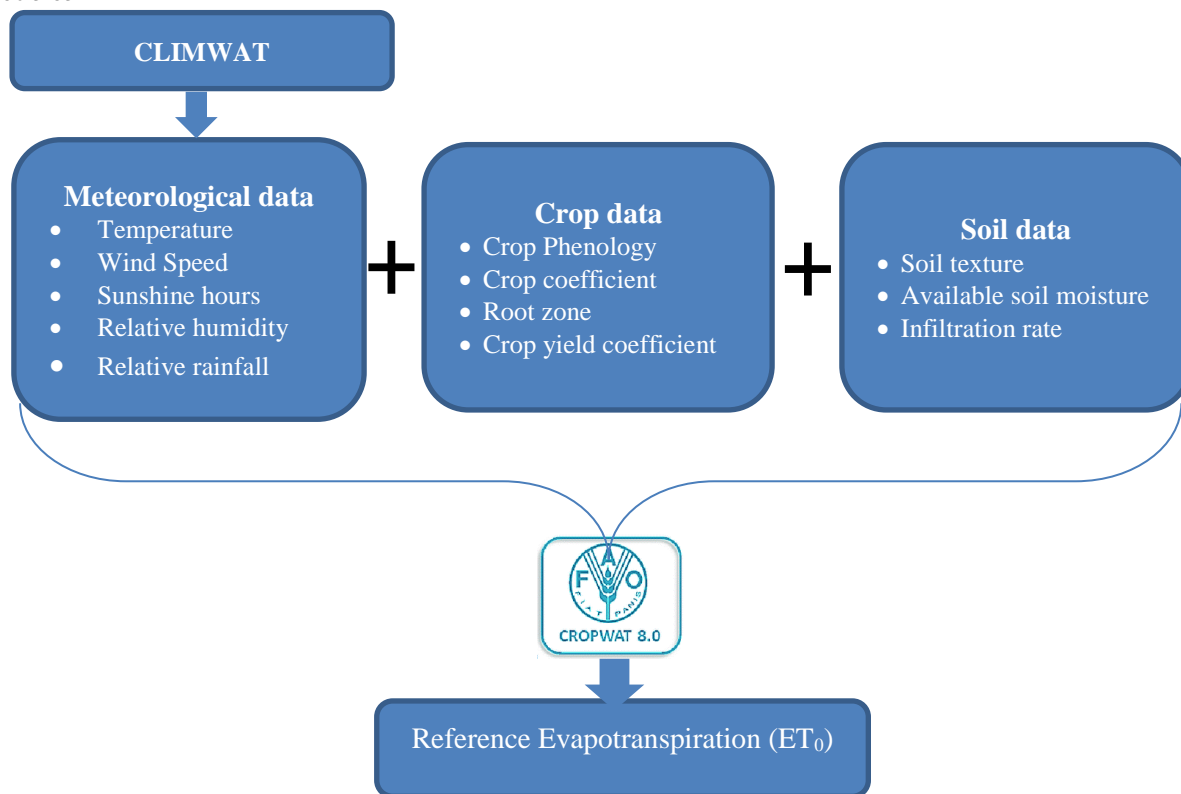 CLIMWAT
Meteorological data
• Temperature
• Wind Speed
• Sunshine hours
• Relative humidity
• Relative rainfall
Crop data
• Crop Phenology
• Crop coefficient
• Root zone
• Crop yield coefficient
Soil data
• Soil texture
• Available soil moisture
• Infiltration rate
F A O
FIAT PANIS
CROPWAT 8.0
Reference Evapotranspiration (ET₀)